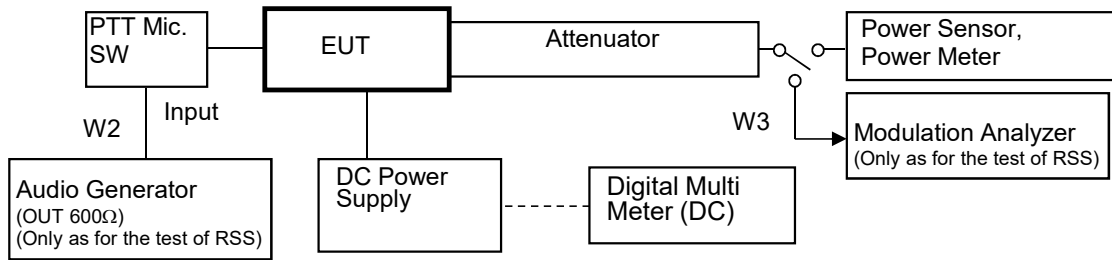 PTT Mic.
SW
EUT
Attenuator
Power Sensor,
Power Meter
W2
Input
W3
Modulation Analyzer
(Only as for the test of RSS)
Audio Generator
(OUT 600Ω)
(Only as for the test of RSS)
DC Power
Supply
Digital Multi
Meter (DC)